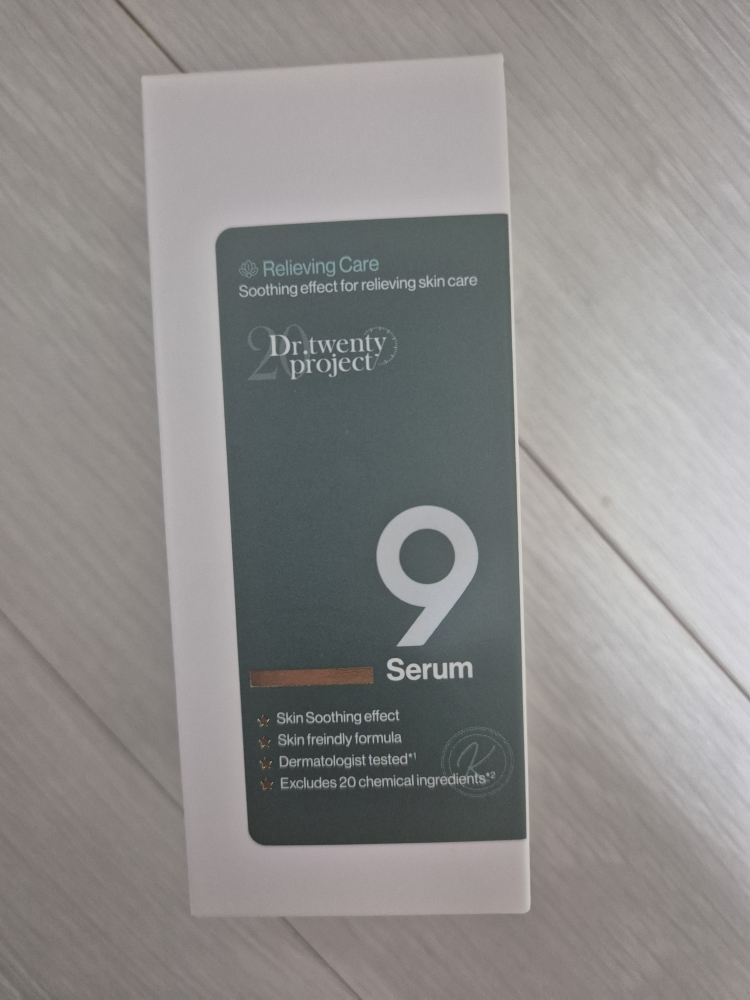 Relieving Care
Soothing effect for relieving skin care
20
Dr.twenty
project
9
Serum
Skin Soothing effect
Skin freindly formula
Dermatologist tested*1
Excludes 20 chemical ingredients*2
K